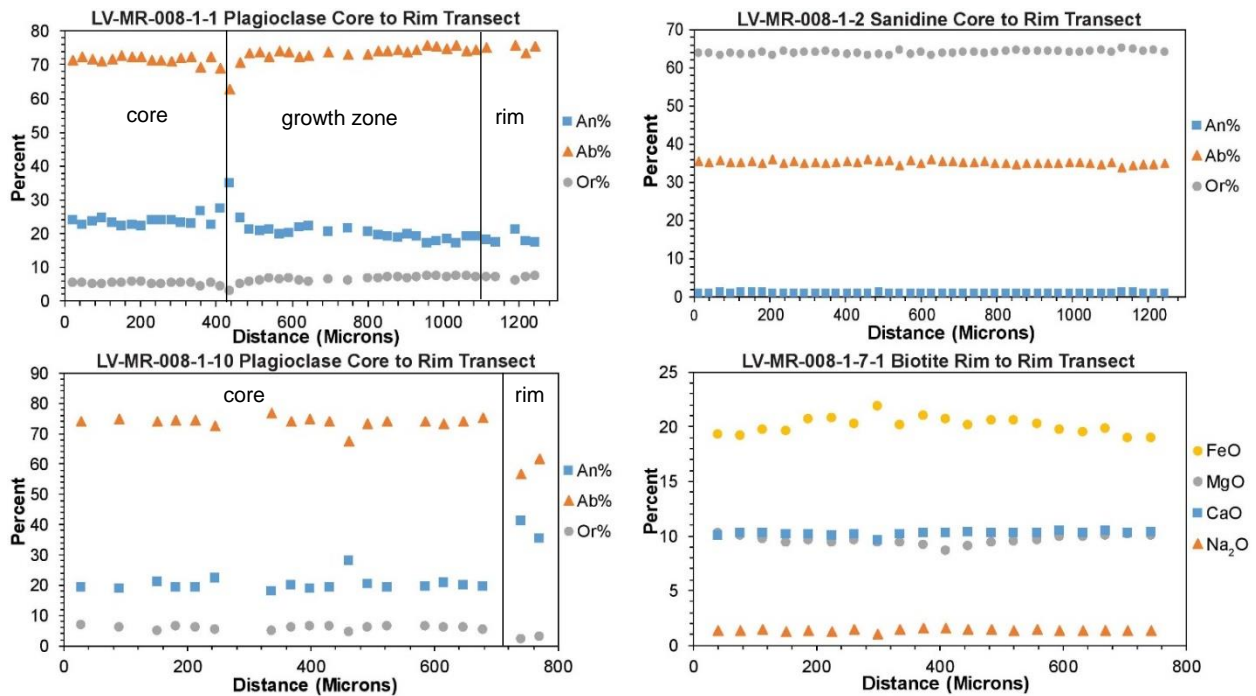 LV-MR-008-1-1 Plagioclase Core to Rim Transect
80
70
60
50
40
30
20
10
0
Percent
core
growth zone
rim
An%
Ab%
Or%
0
200
400
600
800
1000
1200
Distance (Microns)
LV-MR-008-1-2 Sanidine Core to Rim Transect
70
60
50
40
30
20
10
0
Percent
An%
Ab%
Or%
0
200
400
600
800
1000
1200
Distance (Microns)
LV-MR-008-1-10 Plagioclase Core to Rim Transect
90
80
70
60
50
40
30
20
10
0
Percent
core
rim
An%
Ab%
Or%
0
200
400
600
800
Distance (Microns)
LV-MR-008-1-7-1 Biotite Rim to Rim Transect
25
20
15
10
5
0
Percent
FeO
MgO
CaO
Na₂O
0
200
400
600
800
Distance (Microns)